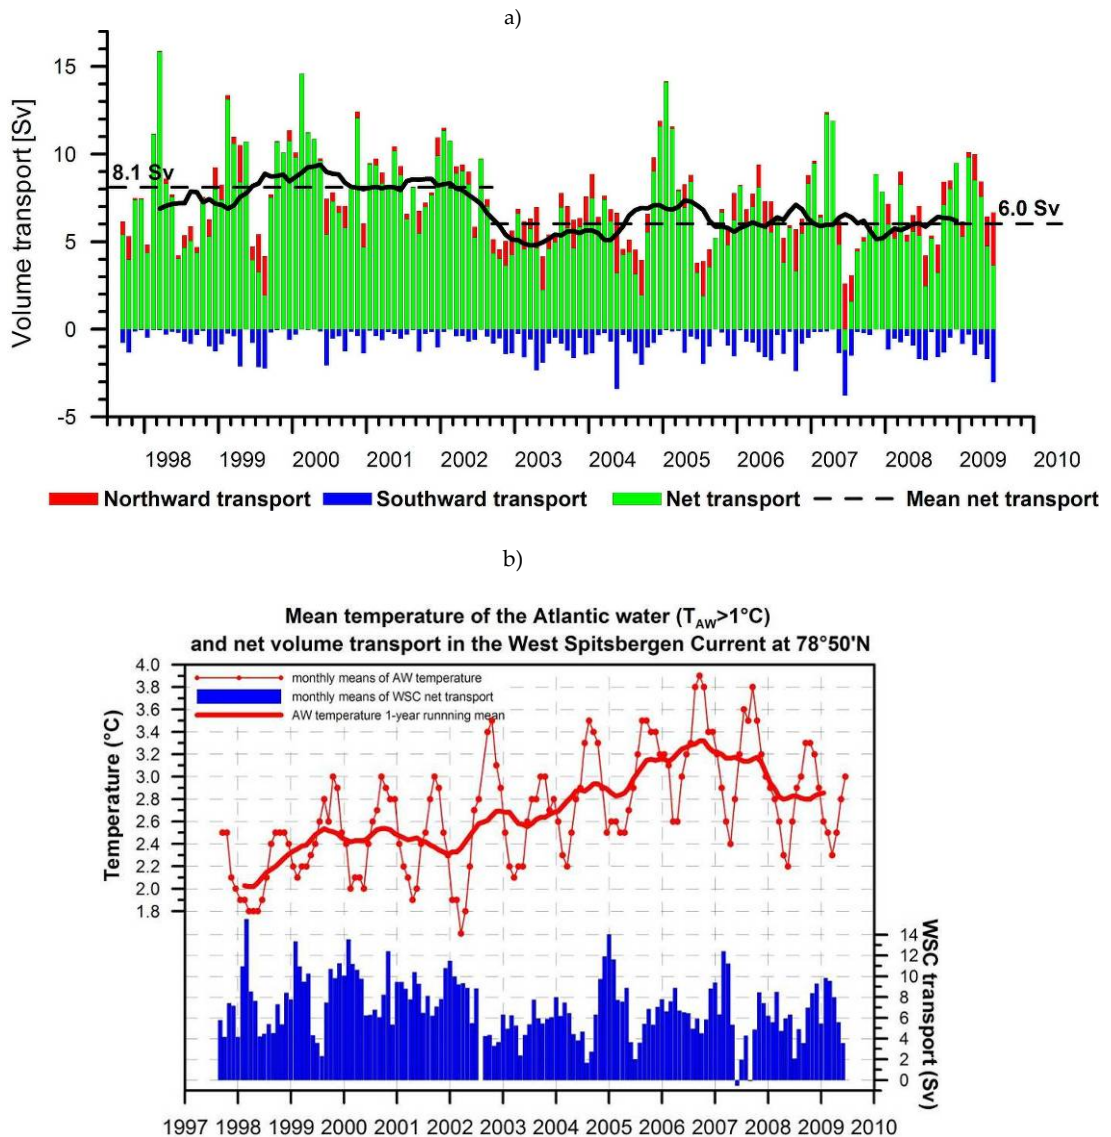 a)
Volume transport [Sv]
15
10
5
0
-5
8.1 Sv
6.0 Sv
1998 1999 2000 2001 2002 2003 2004 2005 2006 2007 2008 2009 2010
Northward transport Southward transport Net transport Mean net transport
b)
Mean temperature of the Atlantic water (TAW>1°C)
and net volume transport in the West Spitsbergen Current at 78°50'N
Temperature (°C)
4.0
3.8
3.6
3.4
3.2
3.0
2.8
2.6
2.4
2.2
2.0
1.8
monthly means of AW temperature
monthly means of WSC net transport
AW temperature 1-year runnning mean
14
12
10
8
6
4
2
0
WSC transport (Sv)
1997 1998 1999 2000 2001 2002 2003 2004 2005 2006 2007 2008 2009 2010